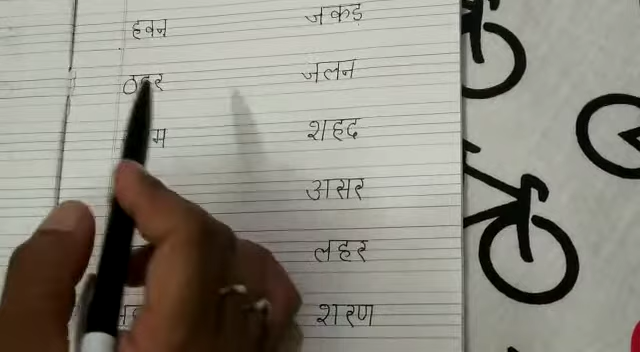 हवन जकड़
ठहर जलन
शहद
असर
लहर
शरण